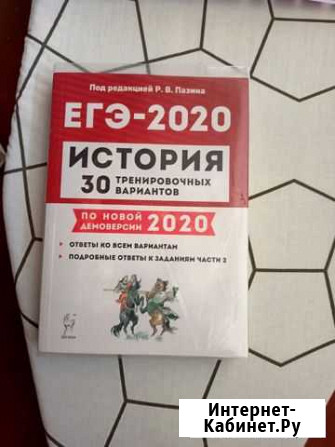 Под редакцией Р. В. Пазина
ЕГЭ-2020
ИСТОРИЯ
30 ТРЕНИРОВОЧНЫХ
ВАРИАНТОВ
ПО НОВОЙ
ДЕМОВЕРСИИ 2020
ОТВЕТЫ КО ВСЕМ ВАРИАНТАМ
ПОДРОБНЫЕ ОТВЕТЫ К ЗАДАНИЯМ ЧАСТИ 2
Интернет-
Кабинет.Ру